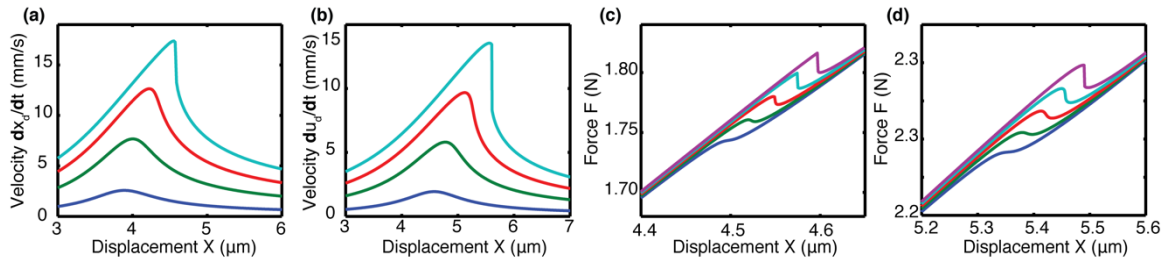 (a) (b) (c) (d)
Velocity dx_d/dt (mm/s)
15
10
5
0
3 4 5 6
Displacement X (μm)
Velocity du_d/dt (mm/s)
15
10
5
0
3 4 5 6 7
Displacement X (μm)
Force F (N)
1.80
1.75
1.70
4.4 4.5 4.6
Displacement X (μm)
Force F (N)
2.3
2.3
2.2
5.2 5.3 5.4 5.5 5.6
Displacement X (μm)